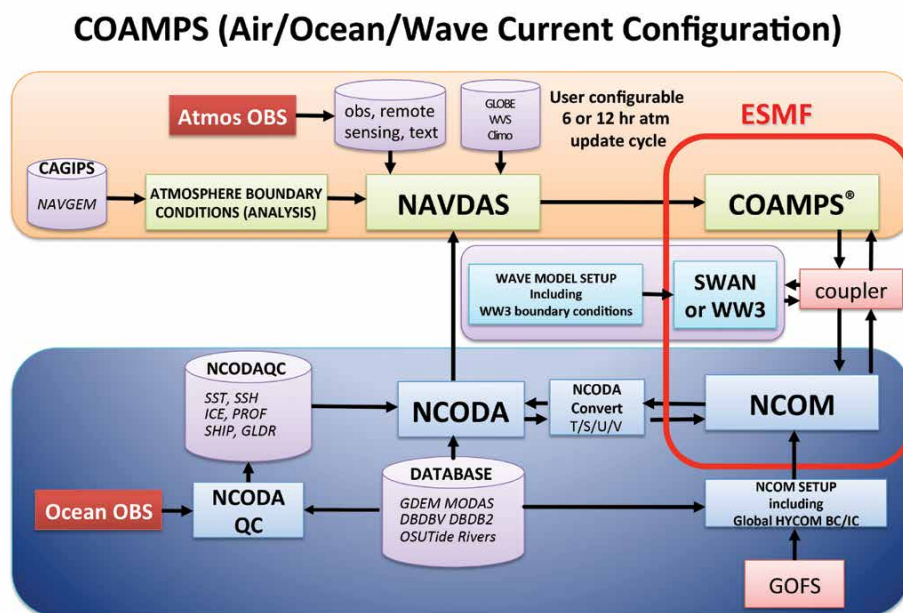 COAMPS (Air/Ocean/Wave Current Configuration)
Atmos OBS
obs, remote
sensing, text
GLOBE
WVS
Climo
User configurable
6 or 12 hr atm
update cycle
ESMF
CAGIPS
NAVGEM
ATMOSPHERE BOUNDARY
CONDITIONS (ANALYSIS)
NAVDAS
COAMPS®
WAVE MODEL SETUP
Including
WW3 boundary conditions
SWAN
or WW3
coupler
NCODAQC
SST, SSH
ICE, PROF
SHIP, GLDR
NCODA
NCODA
Convert
T/S/U/V
NCOM
Ocean OBS
NCODA
QC
DATABASE
GDEM MODAS
DBDBV DBDB2
OSUTide Rivers
NCOM SETUP
including
Global HYCOM BC/IC
GOFS